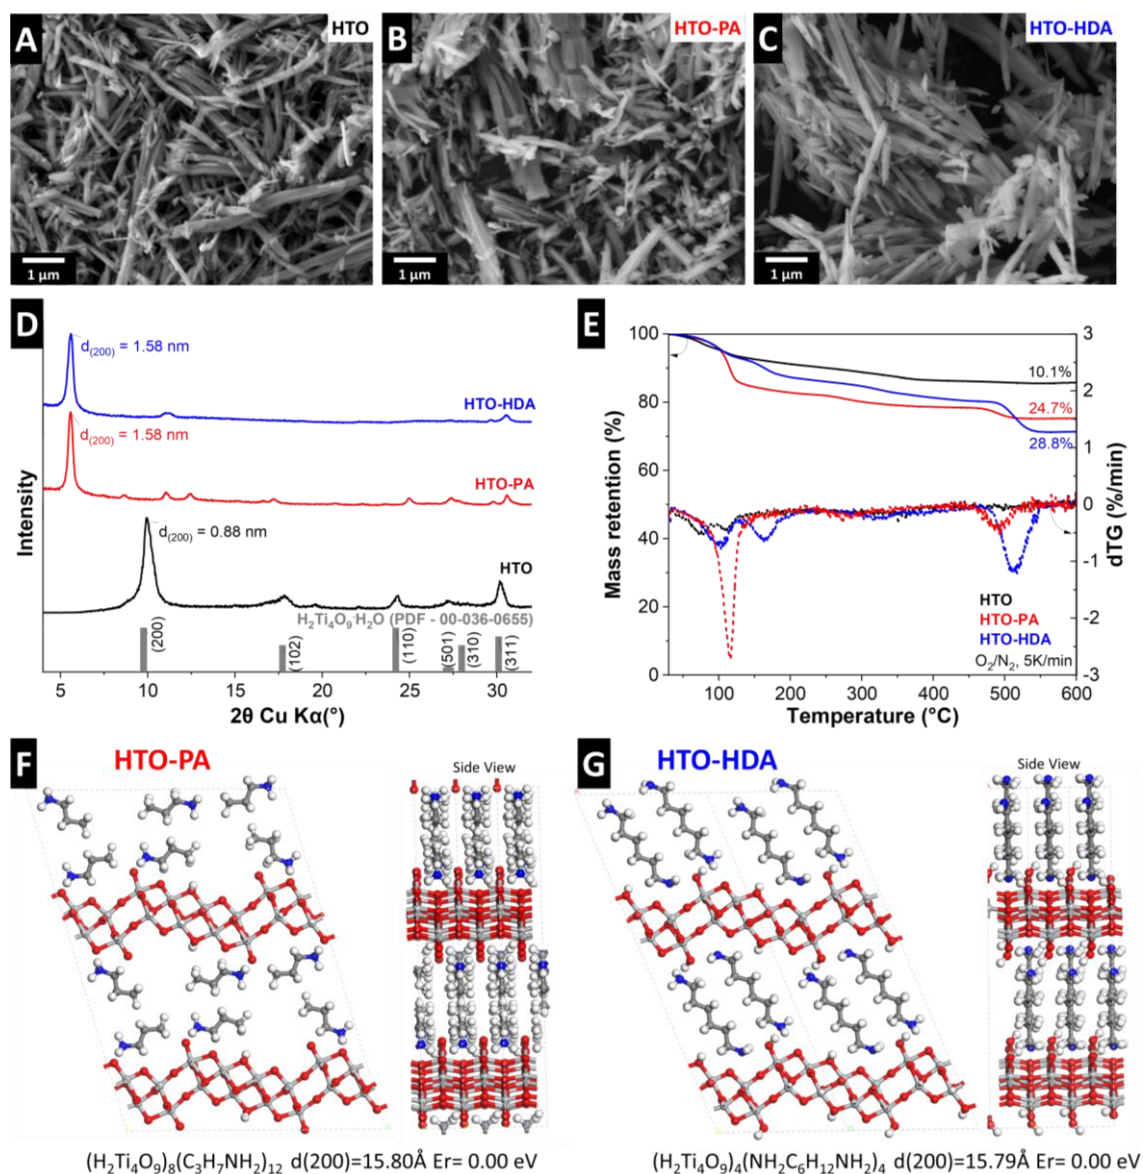 A
HTO
1 µm
B
HTO-PA
1 µm
C
HTO-HDA
1 µm
D
Intensity
d(200) = 1.58 nm
HTO-HDA
d(200) = 1.58 nm
HTO-PA
d(200) = 0.88 nm
HTO
H2Ti4O9·H2O (PDF - 00-036-0655)
(200)
(102)
(110)
(501)
(310)
(311)
5 10 15 20 25 30
2θ Cu Kα(°)
E
Mass retention (%)
100
80
60
40
20
0
10.1%
24.7%
28.8%
HTO
HTO-PA
HTO-HDA
O2/N2, 5K/min
3
2
1
0
-1
-2
-3
dTG (%/min)
100 200 300 400 500 600
Temperature (°C)
F
HTO-PA
Side View
(H2Ti4O9)8(C3H7NH2)12 d(200)=15.80Å Er= 0.00 eV
G
HTO-HDA
Side View
(H2Ti4O9)4(NH2C6H12NH2)4 d(200)=15.79Å Er= 0.00 eV